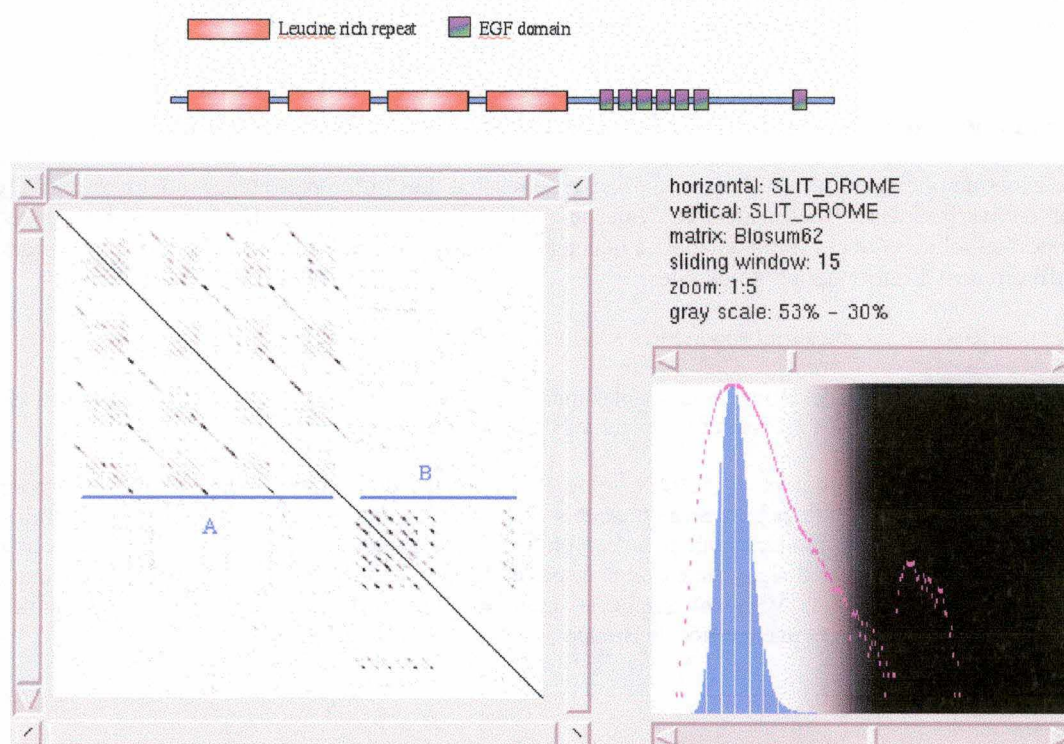 Leucine rich repeat EGF domain
horizontal: SLIT_DROME
vertical: SLIT_DROME
matrix: Blosum62
sliding window: 15
zoom: 1:5
gray scale: 53% - 30%
B
A